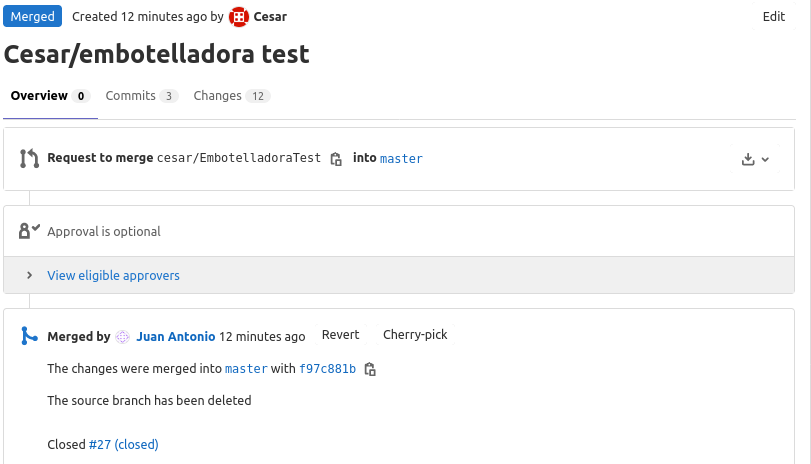 Merged Created 12 minutes ago by Cesar Edit
Cesar/embotelladora test
Overview 0 Commits 3 Changes 12
Request to merge cesar/EmbotelladoraTest into master
Approval is optional
View eligible approvers
Merged by Juan Antonio 12 minutes ago Revert Cherry-pick
The changes were merged into master with f97c881b
The source branch has been deleted
Closed #27 (closed)